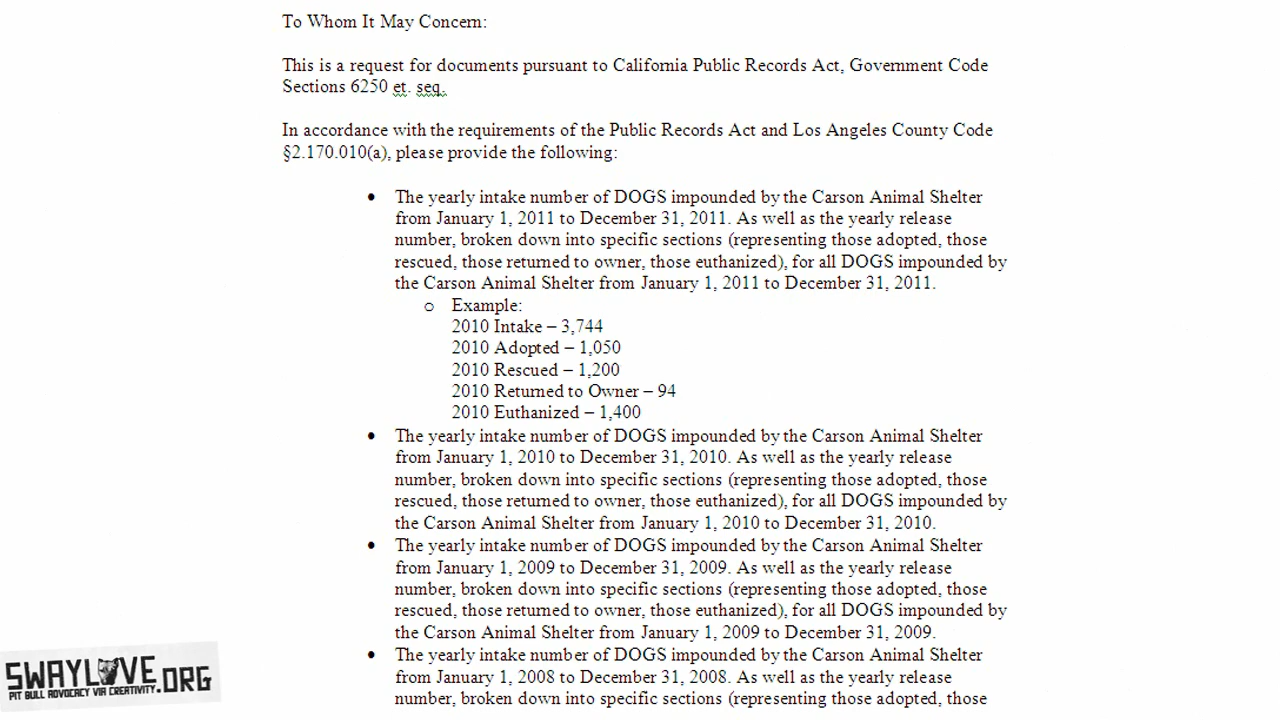 To Whom It May Concern:
This is a request for documents pursuant to California Public Records Act, Government Code
Sections 6250 et. seq.
In accordance with the requirements of the Public Records Act and Los Angeles County Code
§2.170.010(a), please provide the following:
• The yearly intake number of DOGS impounded by the Carson Animal Shelter
from January 1, 2011 to December 31, 2011. As well as the yearly release
number, broken down into specific sections (representing those adopted, those
rescued, those returned to owner, those euthanized), for all DOGS impounded by
the Carson Animal Shelter from January 1, 2011 to December 31, 2011.
o Example:
2010 Intake – 3,744
2010 Adopted – 1,050
2010 Rescued – 1,200
2010 Returned to Owner – 94
2010 Euthanized – 1,400
• The yearly intake number of DOGS impounded by the Carson Animal Shelter
from January 1, 2010 to December 31, 2010. As well as the yearly release
number, broken down into specific sections (representing those adopted, those
rescued, those returned to owner, those euthanized), for all DOGS impounded by
the Carson Animal Shelter from January 1, 2010 to December 31, 2010.
• The yearly intake number of DOGS impounded by the Carson Animal Shelter
from January 1, 2009 to December 31, 2009. As well as the yearly release
number, broken down into specific sections (representing those adopted, those
rescued, those returned to owner, those euthanized), for all DOGS impounded by
the Carson Animal Shelter from January 1, 2009 to December 31, 2009.
• The yearly intake number of DOGS impounded by the Carson Animal Shelter
from January 1, 2008 to December 31, 2008. As well as the yearly release
number, broken down into specific sections (representing those adopted, those
SWAYLOVE.ORG
PIT BULL ADVOCACY VIA CREATIVITY.